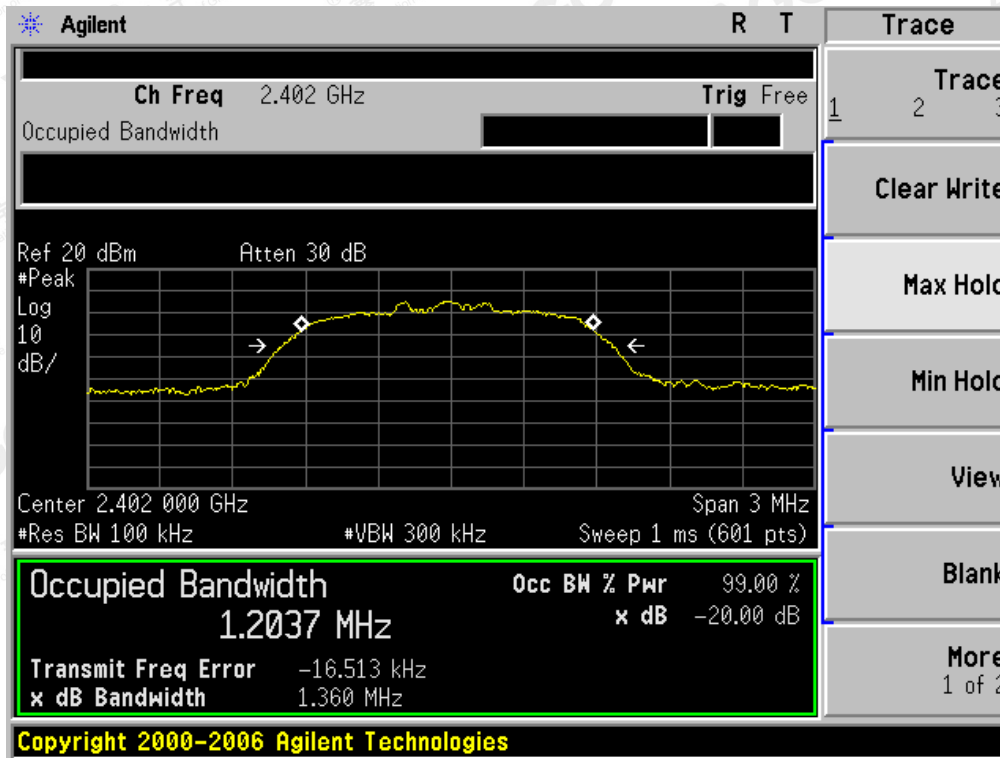 Agilent R T Trace
Ch Freq 2.402 GHz Trig Free
Occupied Bandwidth
Trace
1 2 3
Clear Write
Max Hold
Min Hold
View
Blank
More
1 of 2
Ref 20 dBm Atten 30 dB
#Peak
Log
10
dB/
Center 2.402 000 GHz Span 3 MHz
#Res BW 100 kHz #VBW 300 kHz Sweep 1 ms (601 pts)
Occupied Bandwidth Occ BW % Pwr 99.00 %
1.2037 MHz x dB -20.00 dB
Transmit Freq Error -16.513 kHz
x dB Bandwidth 1.360 MHz
Copyright 2000-2006 Agilent Technologies